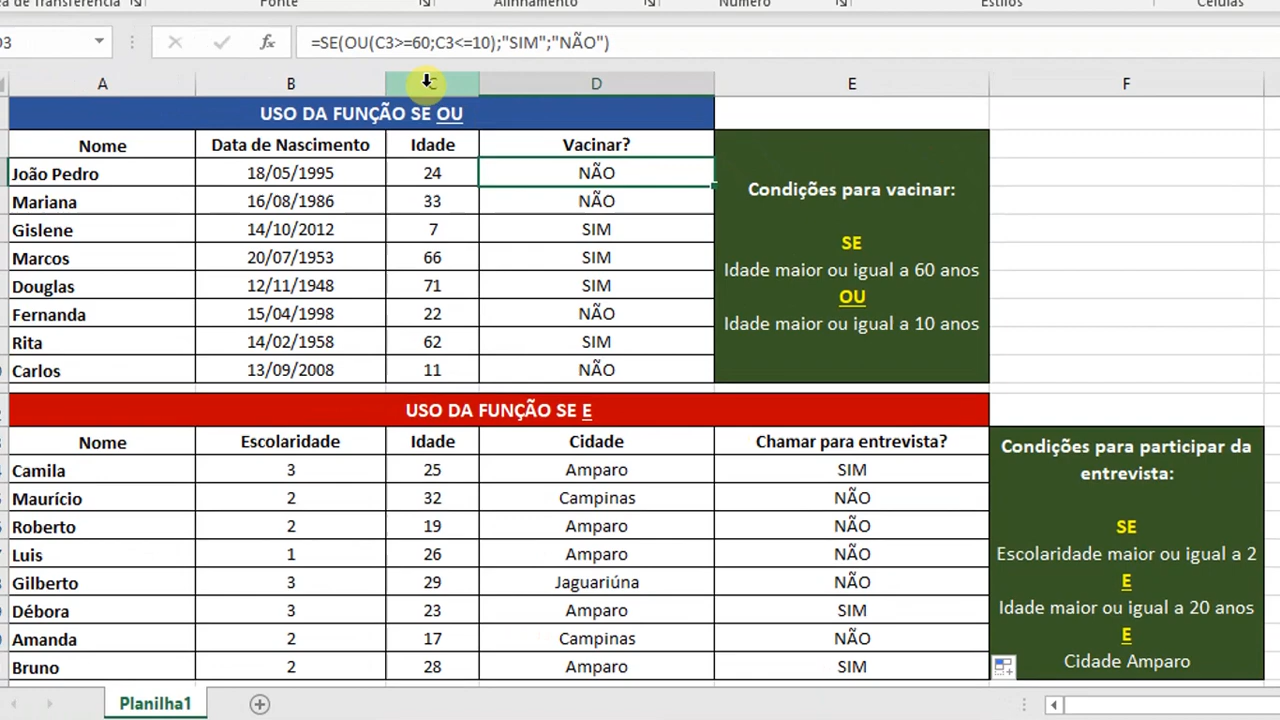 Fonte Alinhamento Número Estilos Células
=SE(OU(C3>=60;C3<=10);"SIM";"NÃO")
A B C D E F
USO DA FUNÇÃO SE OU
Nome Data de Nascimento Idade Vacinar?
João Pedro 18/05/1995 24 NÃO
Mariana 16/08/1986 33 NÃO
Gislene 14/10/2012 7 SIM
Marcos 20/07/1953 66 SIM
Douglas 12/11/1948 71 SIM
Fernanda 15/04/1998 22 NÃO
Rita 14/02/1958 62 SIM
Carlos 13/09/2008 11 NÃO
Condições para vacinar:
SE
Idade maior ou igual a 60 anos
OU
Idade maior ou igual a 10 anos
USO DA FUNÇÃO SE E
Nome Escolaridade Idade Cidade Chamar para entrevista?
Camila 3 25 Amparo SIM
Maurício 2 32 Campinas NÃO
Roberto 2 19 Amparo NÃO
Luis 1 26 Amparo NÃO
Gilberto 3 29 Jaguariúna NÃO
Débora 3 23 Amparo SIM
Amanda 2 17 Campinas NÃO
Bruno 2 28 Amparo SIM
Condições para participar da
entrevista:
SE
Escolaridade maior ou igual a 2
E
Idade maior ou igual a 20 anos
E
Cidade Amparo
Planilha1